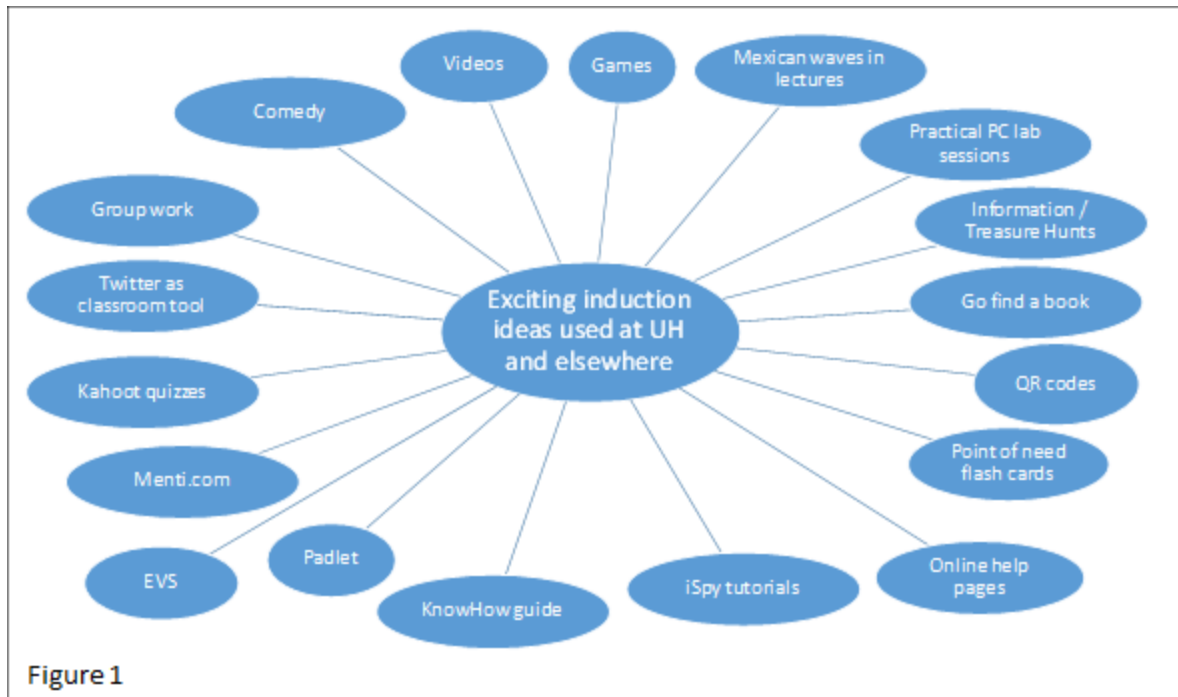 Videos
Games
Mexican waves in
lectures
Comedy
Practical PC lab
sessions
Group work
Information /
Treasure Hunts
Twitter as
classroom tool
Exciting induction
ideas used at UH
and elsewhere
Go find a book
Kahoot quizzes
QR codes
Menti.com
Point of need
flash cards
EVS
Padlet
KnowHow guide
iSpy tutorials
Online help
pages
Figure 1